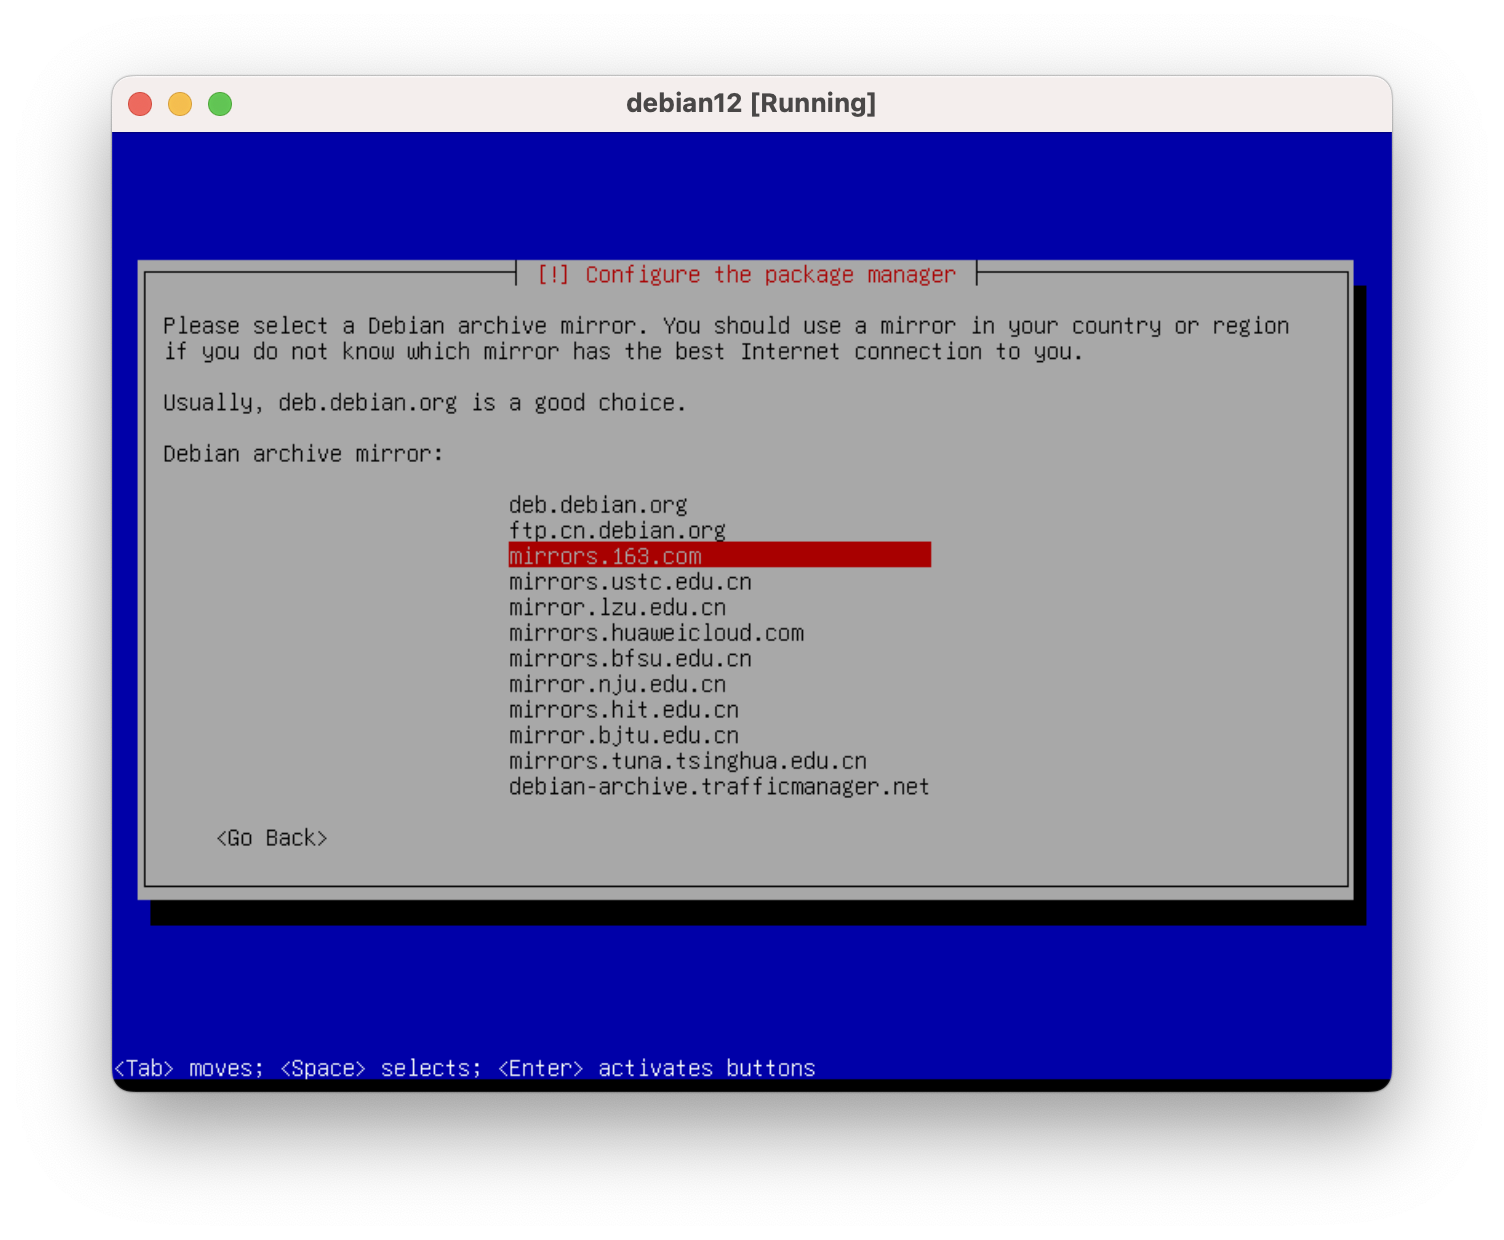 debian12 [Running]
[!] Configure the package manager
Please select a Debian archive mirror. You should use a mirror in your country or region
if you do not know which mirror has the best Internet connection to you.
Usually, deb.debian.org is a good choice.
Debian archive mirror:
deb.debian.org
ftp.cn.debian.org
mirrors.163.com
mirrors.ustc.edu.cn
mirror.lzu.edu.cn
mirrors.huaweicloud.com
mirrors.bfsu.edu.cn
mirror.nju.edu.cn
mirrors.hit.edu.cn
mirror.bjtu.edu.cn
mirrors.tuna.tsinghua.edu.cn
debian-archive.trafficmanager.net
<Go Back>
<Tab> moves; <Space> selects; <Enter> activates buttons